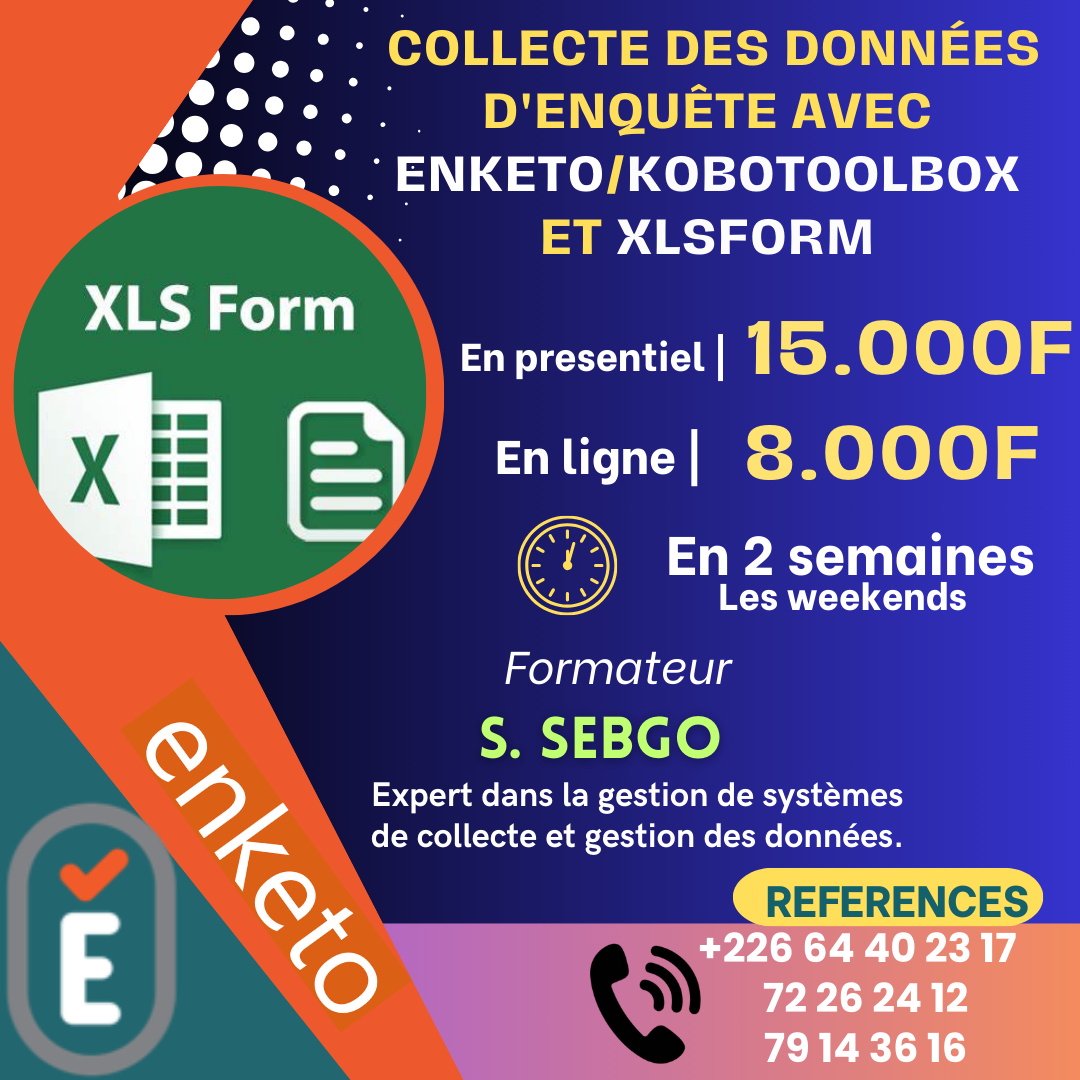 COLLECTE DES DONNÉES
D'ENQUÊTE AVEC
ENKETO/KOBOTOOLBOX
ET XLSFORM
XLS Form
X
En presentiel | 15.000F
En ligne | 8.000F
En 2 semaines
Les weekends
Formateur
S. SEBGO
Expert dans la gestion de systèmes
de collecte et gestion des données.
enketo
É
REFERENCES
+226 64 40 23 17
72 26 24 12
79 14 36 16